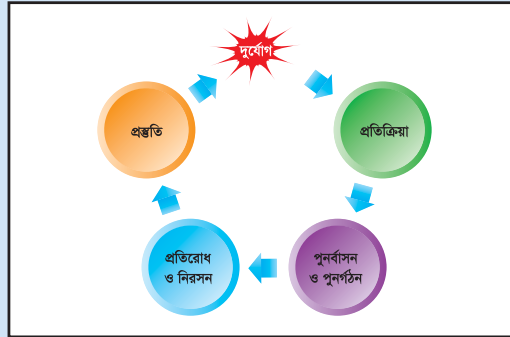 দুর্যোগ
প্রস্তুতি
প্রতিক্রিয়া
প্রতিরোধ
ও নিরসন
পুনর্বাসন
ও পুনর্গঠন